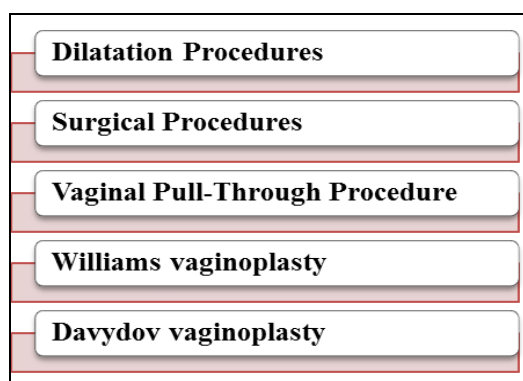 Dilatation Procedures
Surgical Procedures
Vaginal Pull-Through Procedure
Williams vaginoplasty
Davydov vaginoplasty